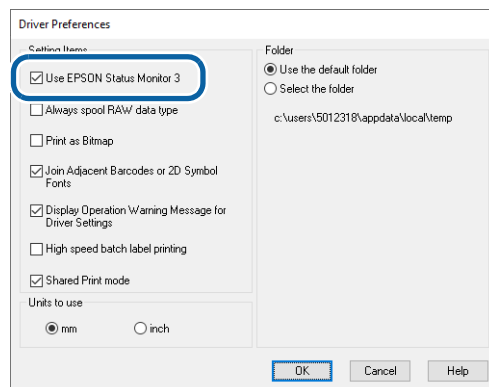 Driver Preferences
Setting Items
Use EPSON Status Monitor 3
Always spool RAW data type
Print as Bitmap
Join Adjacent Barcodes or 2D Symbol
Fonts
Display Operation Warning Message for
Driver Settings
High speed batch label printing
Shared Print mode
Units to use
mm
inch
Folder
Use the default folder
Select the folder
c:\users\5012318\appdata\local\temp
OK
Cancel
Help